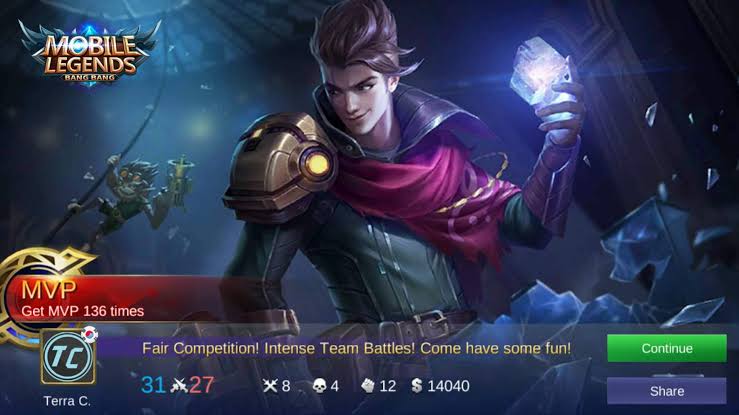 MOBILE
LEGENDS
BANG BANG
MVP
Get MVP 136 times
TC
Fair Competition! Intense Team Battles! Come have some fun!
Continue
Terra C.
31 27
8
4
12
$ 14040
Share